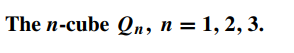 The n-cube Qn, n = 1, 2, 3.